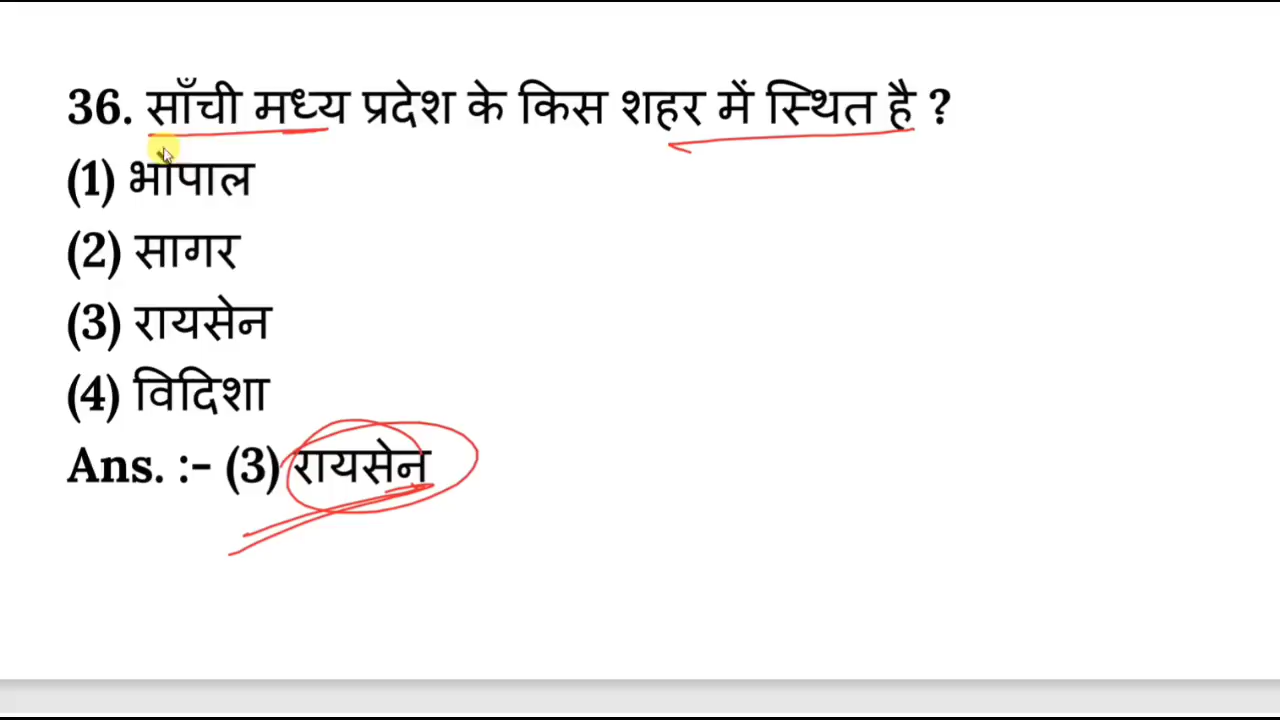 36. साँची मध्य प्रदेश के किस शहर में स्थित है ?
(1) भोपाल
(2) सागर
(3) रायसेन
(4) विदिशा
Ans. :- (3) रायसेन